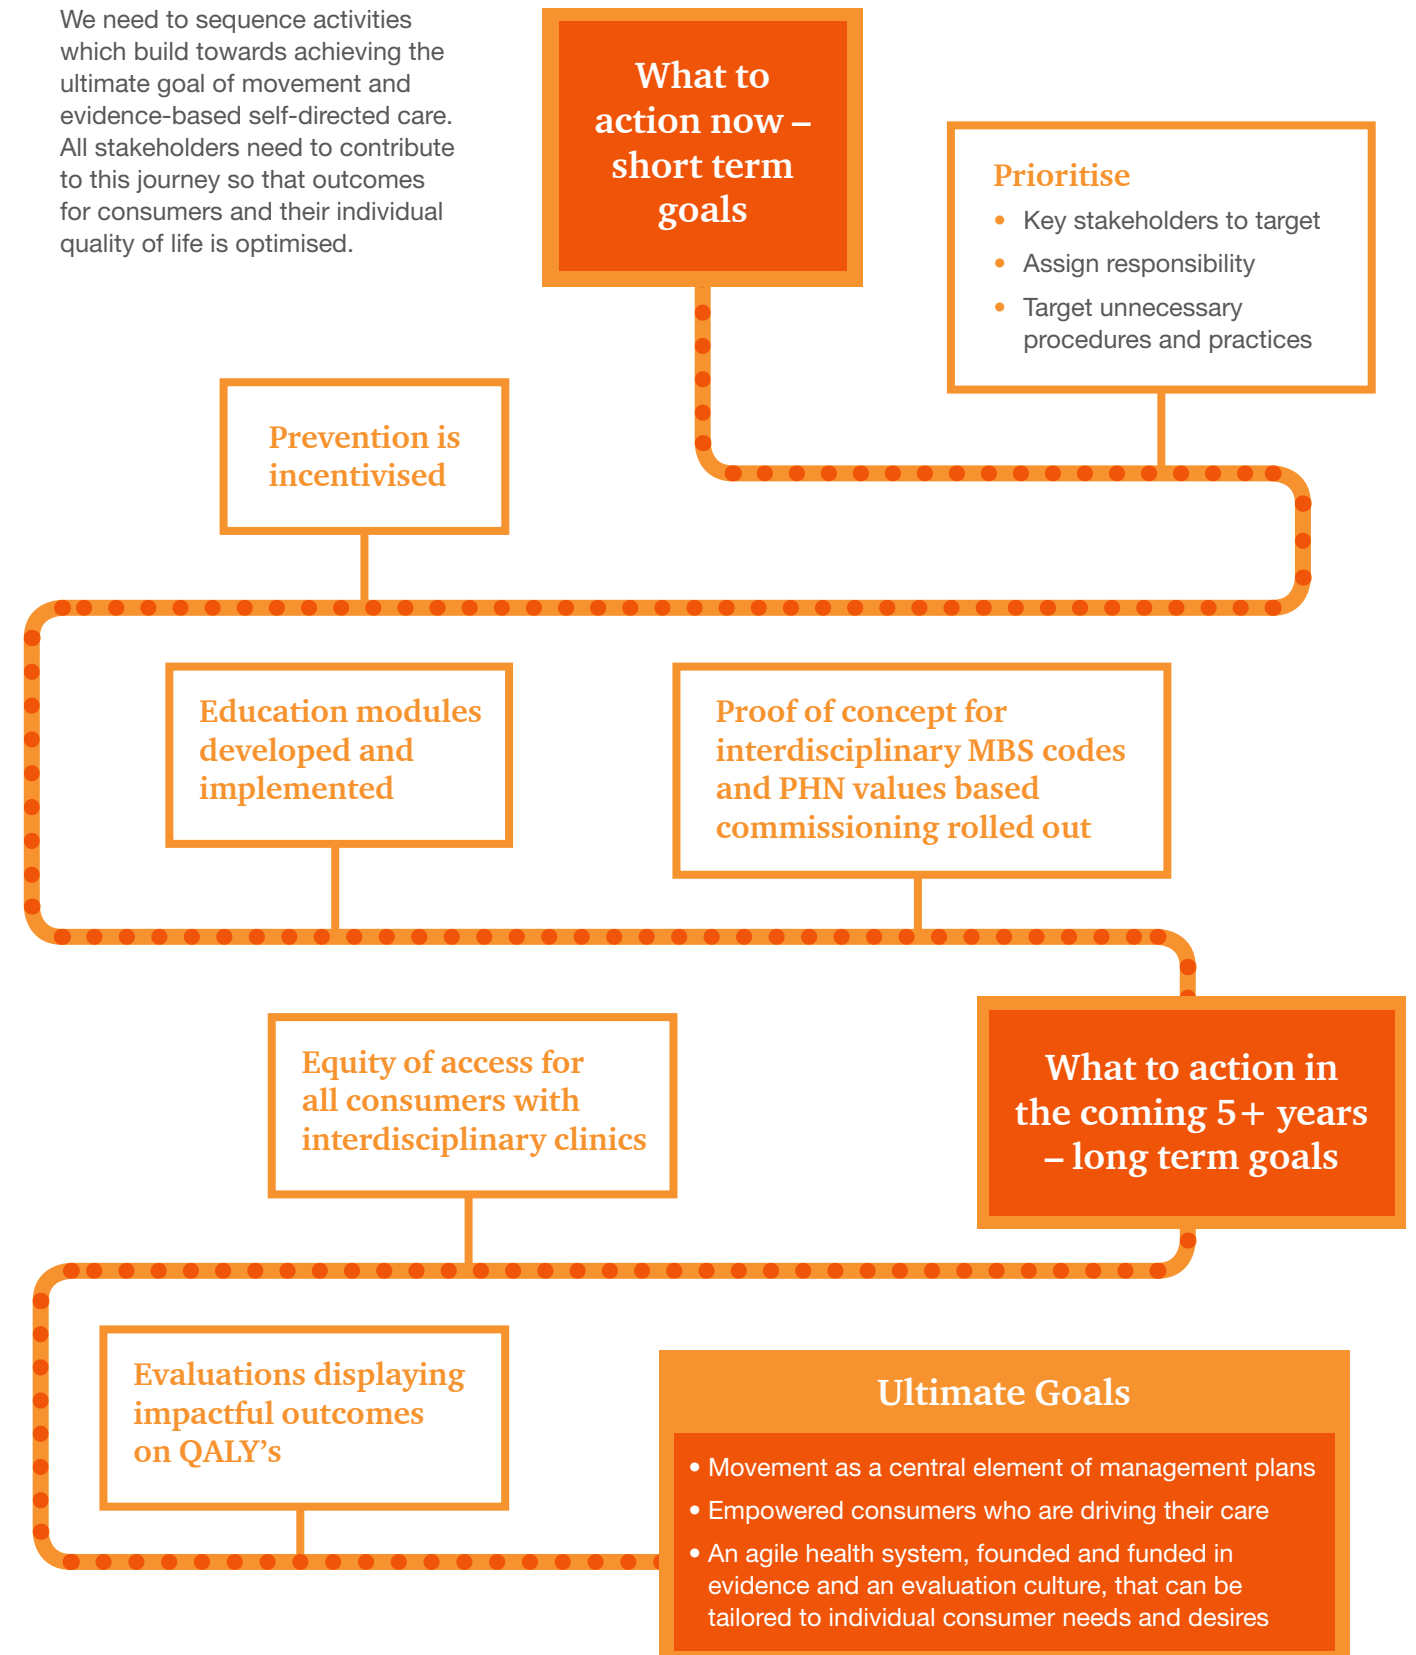 We need to sequence activities
which build towards achieving the
ultimate goal of movement and
evidence-based self-directed care.
All stakeholders need to contribute
to this journey so that outcomes
for consumers and their individual
quality of life is optimised.
What to
action now –
short term
goals
Prioritise
• Key stakeholders to target
• Assign responsibility
• Target unnecessary
procedures and practices
Prevention is
incentivised
Education modules
developed and
implemented
Proof of concept for
interdisciplinary MBS codes
and PHN values based
commissioning rolled out
What to action in
the coming 5+ years
– long term goals
Equity of access for
all consumers with
interdisciplinary clinics
Evaluations displaying
impactful outcomes
on QALY’s
Ultimate Goals
• Movement as a central element of management plans
• Empowered consumers who are driving their care
• An agile health system, founded and funded in
evidence and an evaluation culture, that can be
tailored to individual consumer needs and desires